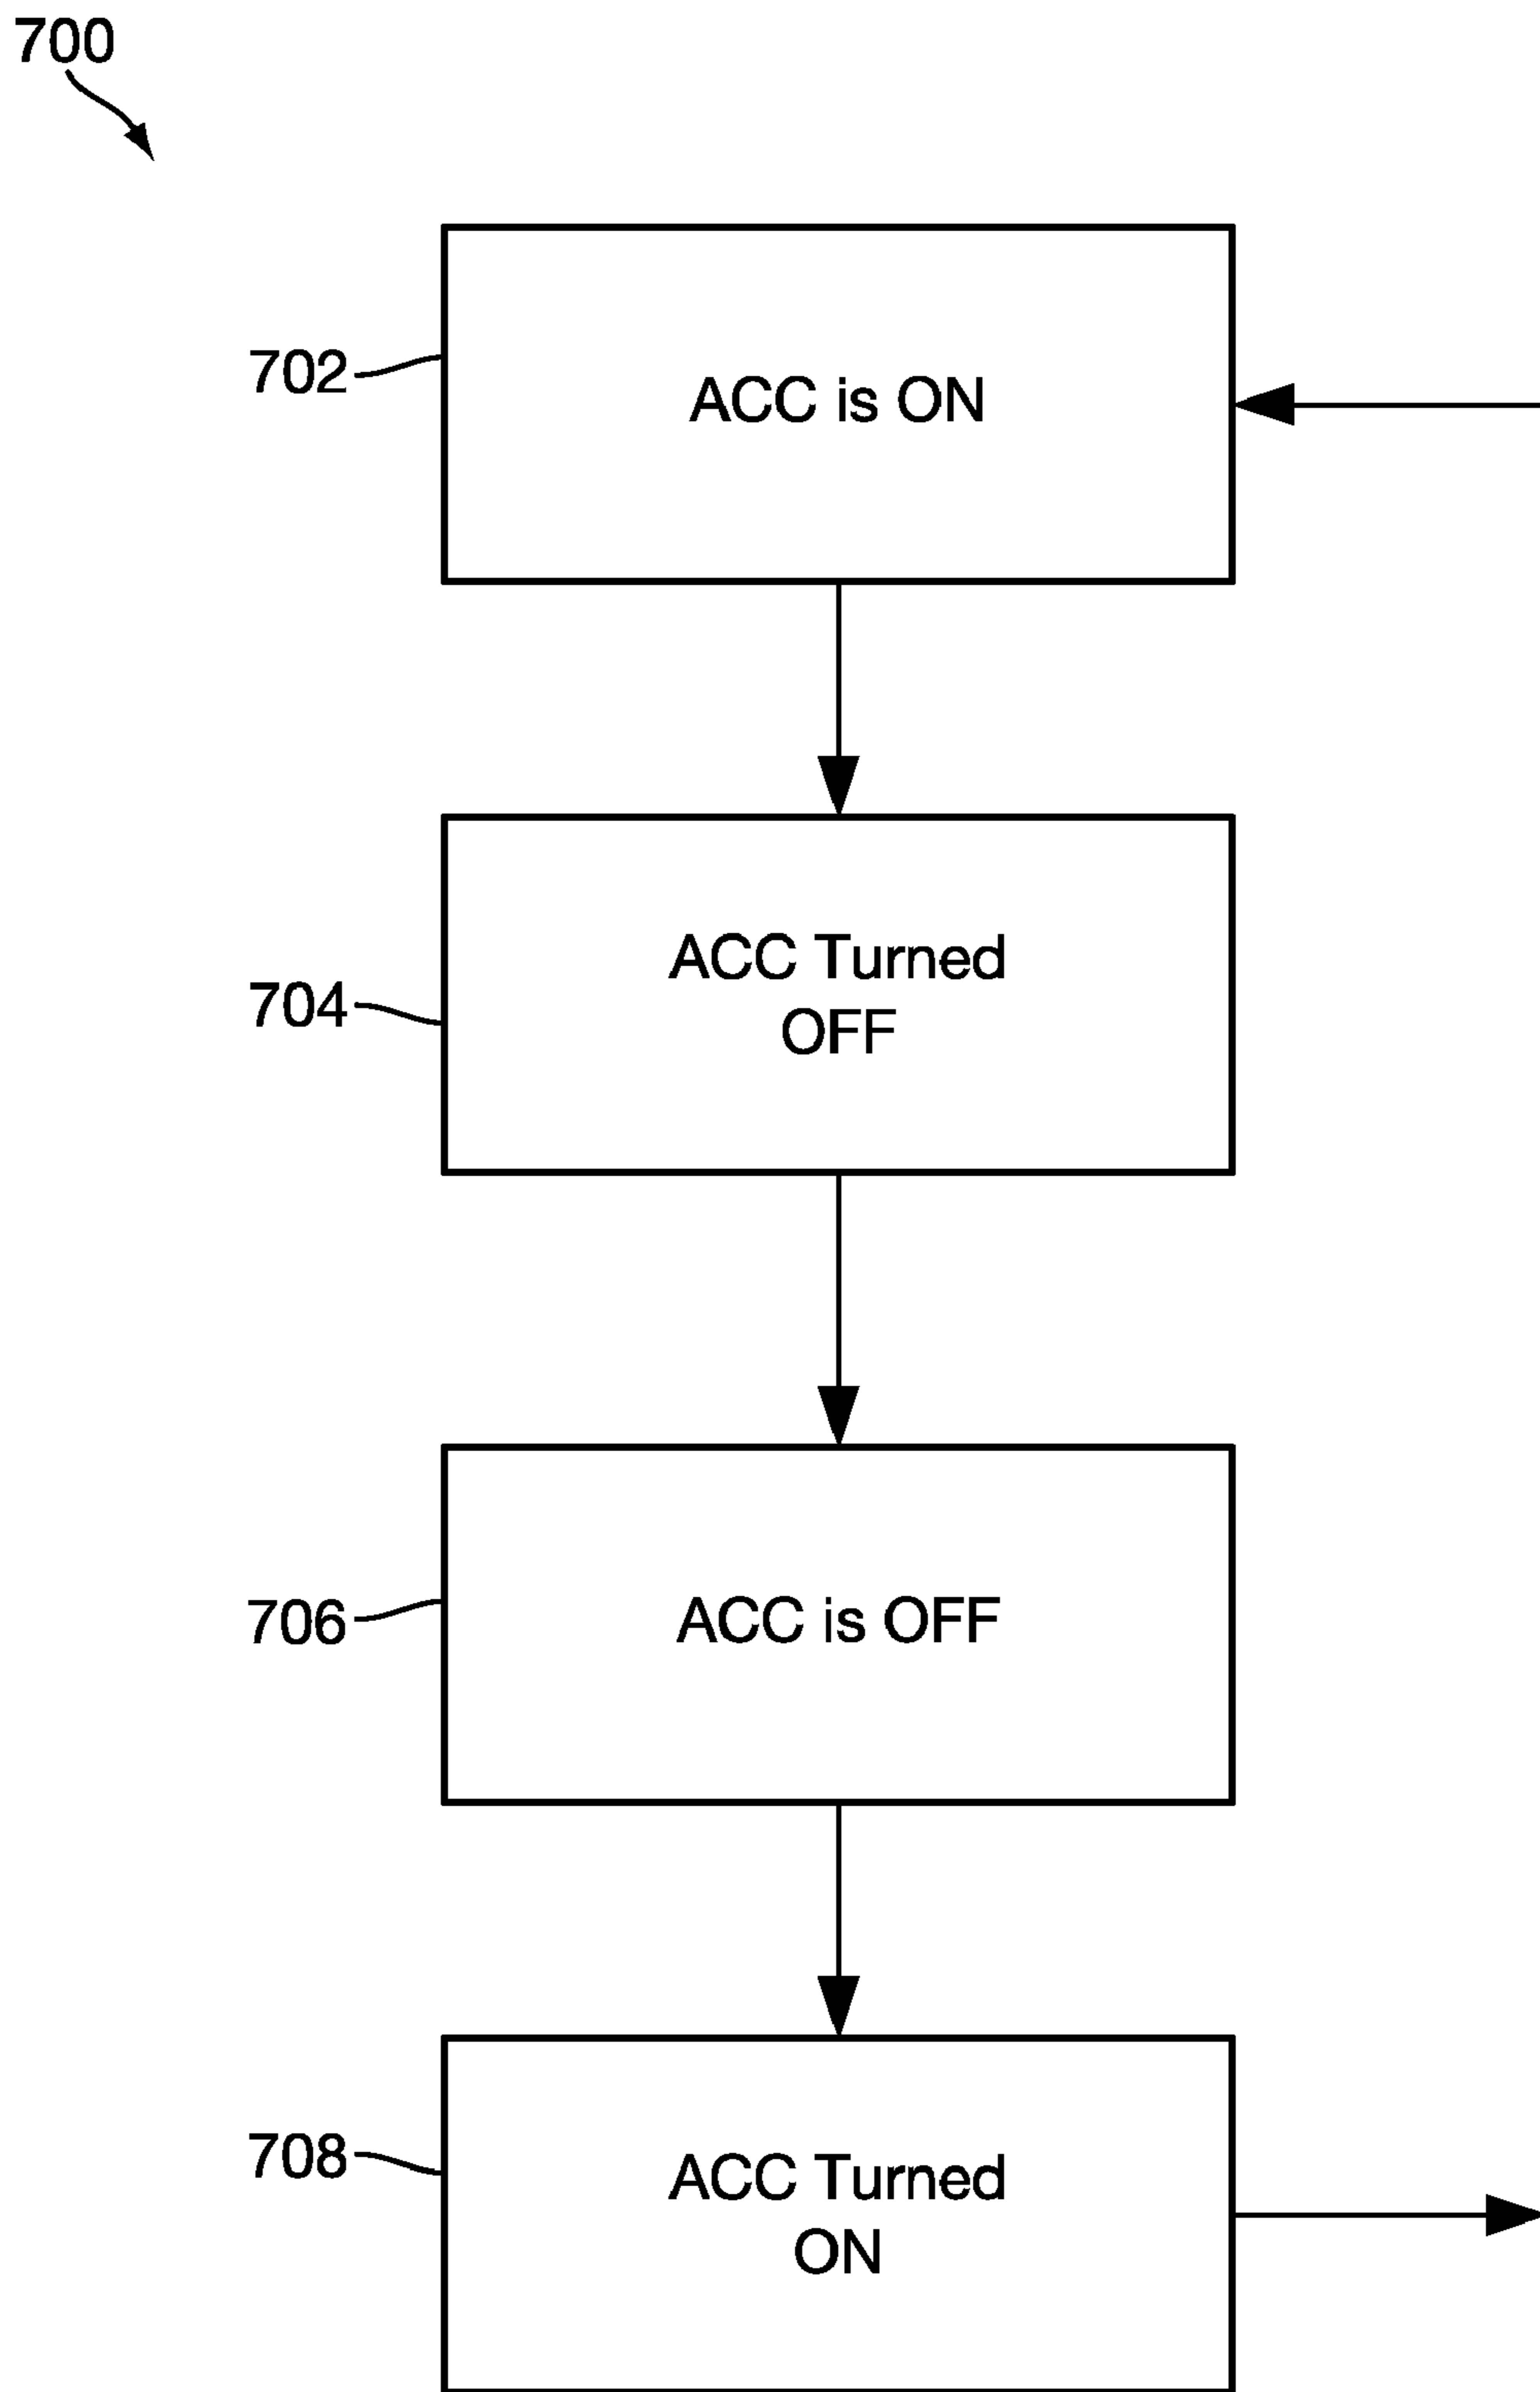 700
702
ACC is ON
704
ACC Turned
OFF
706
ACC is OFF
708
ACC Turned
ON